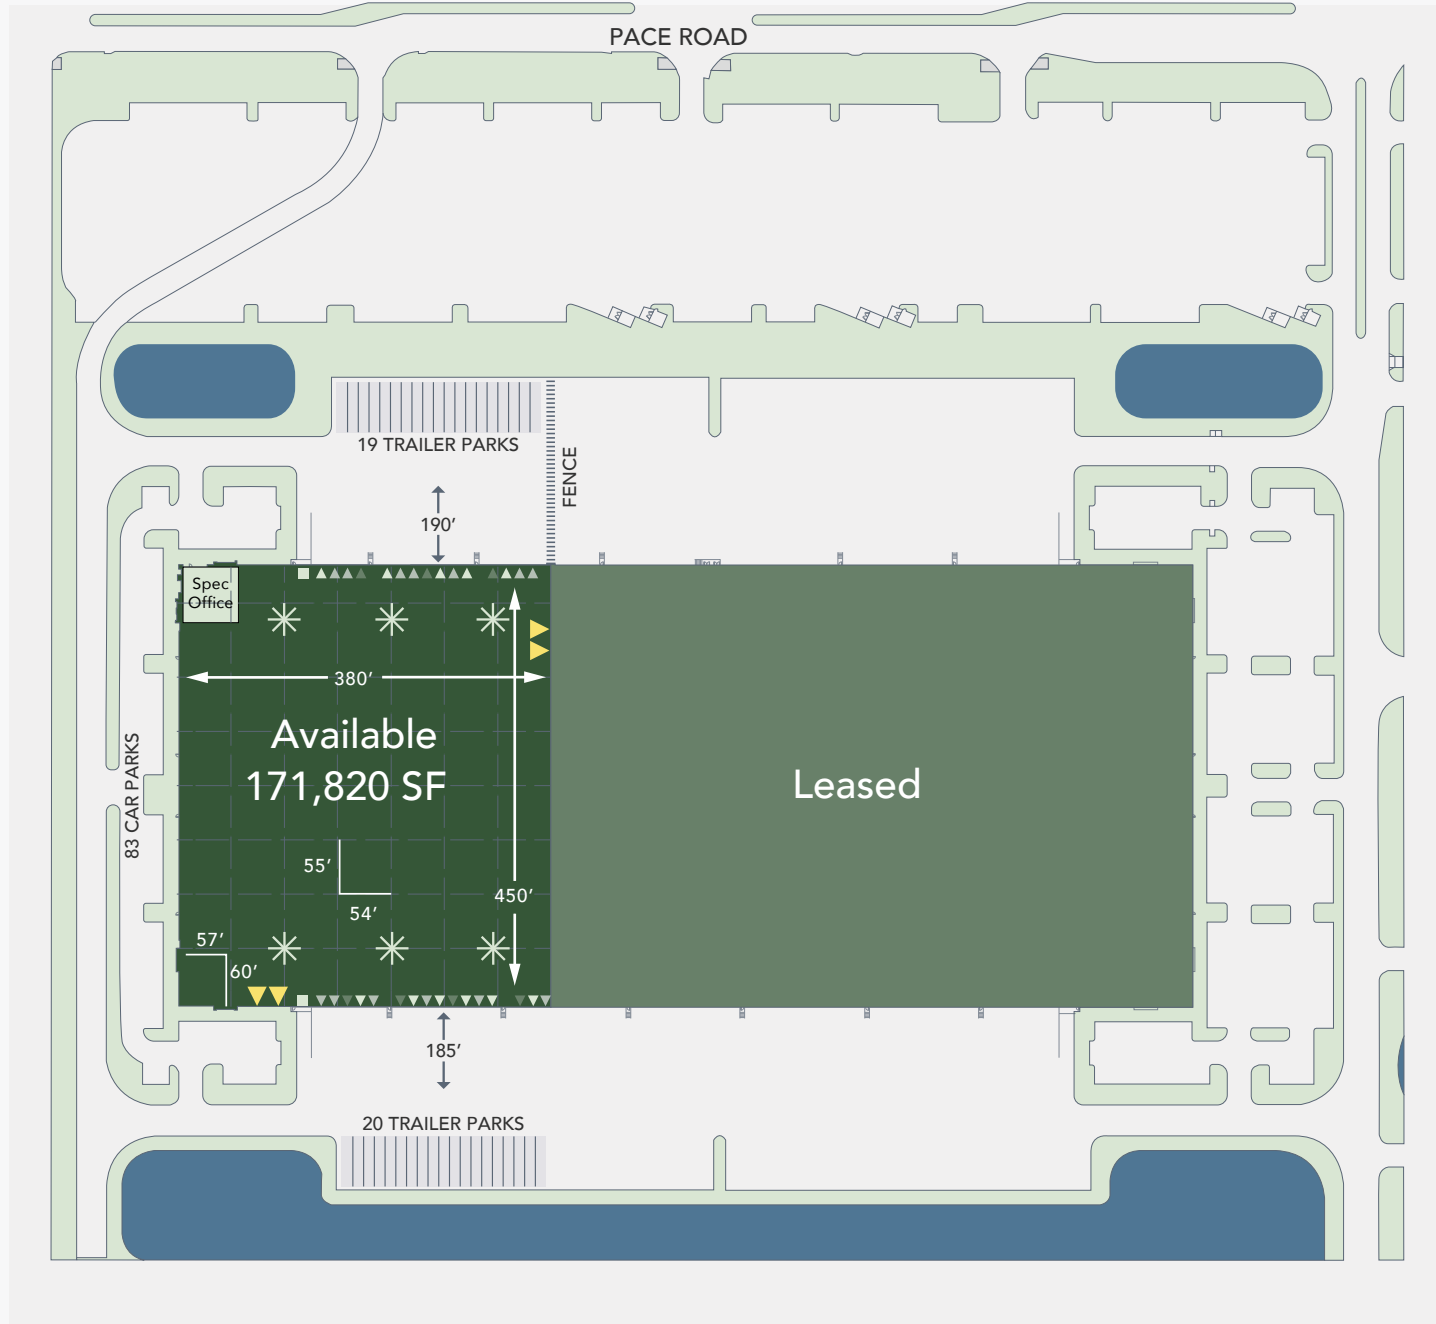 PACE ROAD
19 TRAILER PARKS
FENCE
190’
Spec
Office
380’
Available
171,820 SF
Leased
83 CAR PARKS
55’
54’
450’
57’
60’
185’
20 TRAILER PARKS